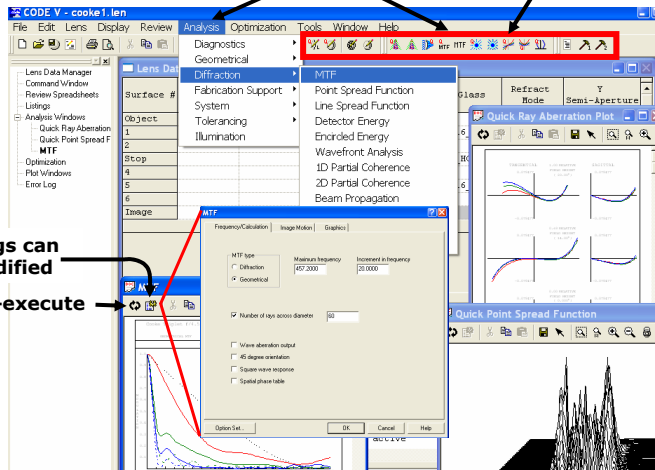 CODE V - cooke1.len
File Edit Lens Display Review Analysis Optimization Tools Window Help
Diagnostics
Geometrical
Diffraction
Fabrication Support
System
Tolerancing
Illumination
MTF
Point Spread Function
Line Spread Function
Detector Energy
Encircled Energy
Wavefront Analysis
1D Partial Coherence
2D Partial Coherence
Beam Propagation
MTF MTF
Lens Data Manager
Command Window
Review Spreadsheets
Listings
Analysis Windows
Quick Ray Aberration
Quick Point Spread F
MTF
Optimization
Plot Windows
Error Log
Lens Dat
Surface #
Glass
Refract Mode
Y Semi-Aperture
Object
1
2
Stop
4
5
6
Image
Quick Ray Aberration Plot
MTF
Frequency/Calculation Image Motion Graphics
MTF type
Diffraction
Geometrical
Maximum frequency
457.2000
Increment in frequency
20.0000
Number of rays across diameter 60
Wave aberration output
45 degree orientation
Square wave response
Spatial phase table
Option Set... OK Cancel Help
gs can
dified
-execute
MTF
Quick Point Spread Function
active